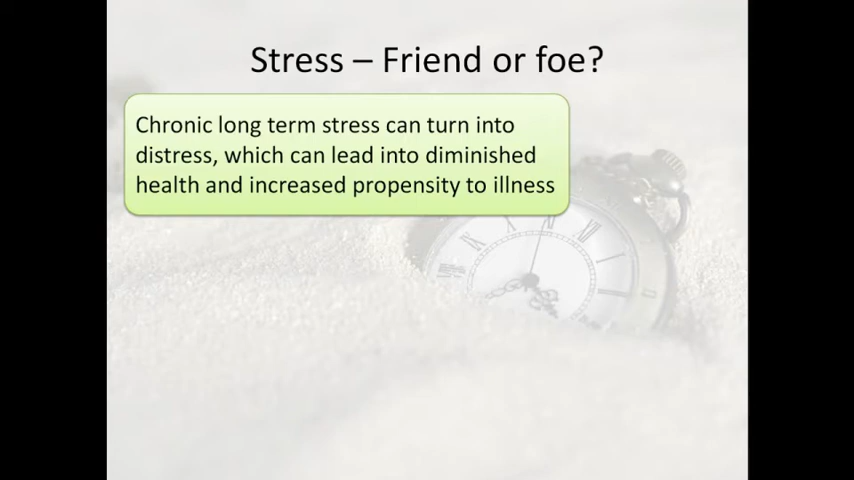 Stress – Friend or foe?
Chronic long term stress can turn into
distress, which can lead into diminished
health and increased propensity to illness